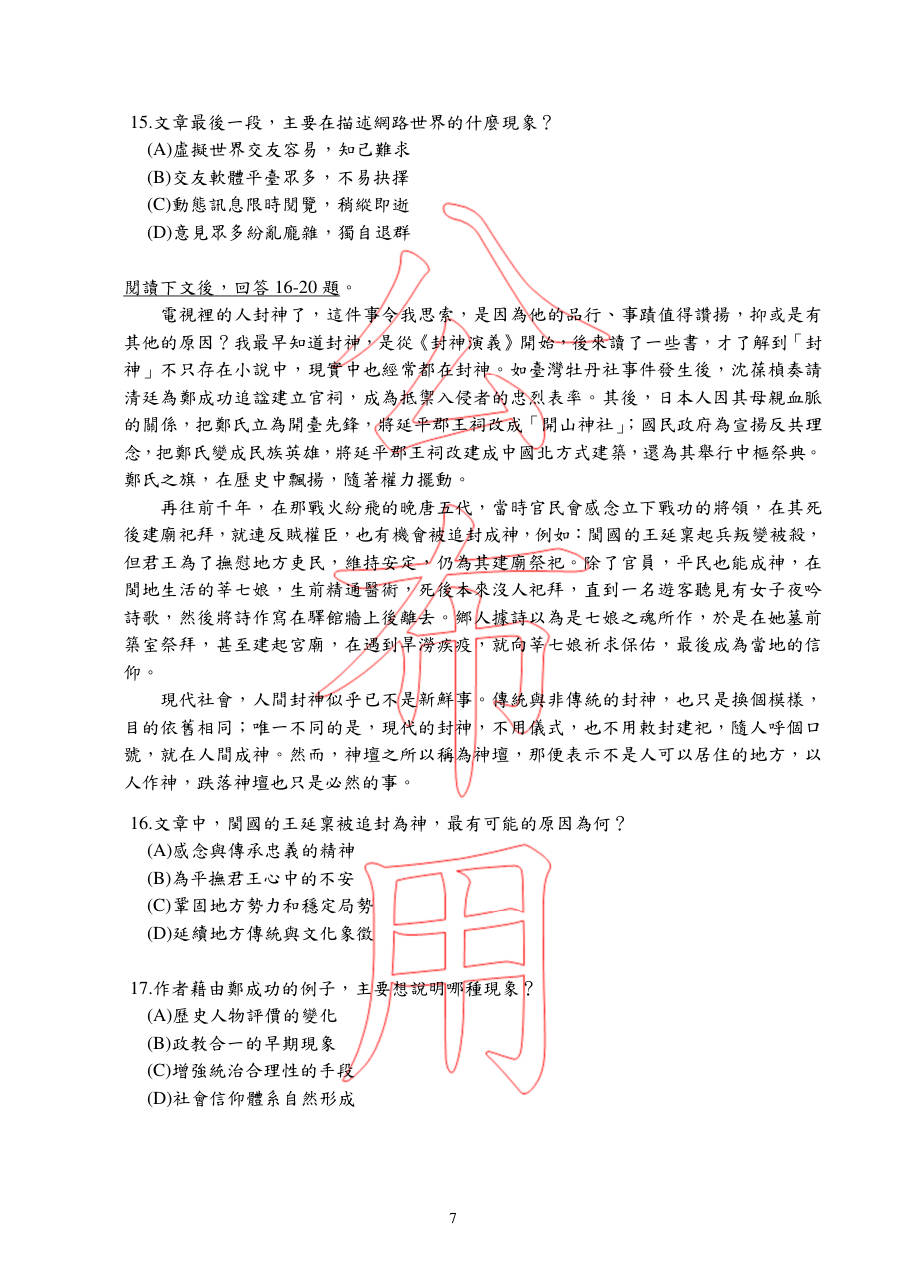 15.文章最後一段，主要在描述網路世界的什麼現象？
(A)虛擬世界交友容易，知己難求
(B)交友軟體平臺眾多，不易抉擇
(C)動態訊息限時閱覽，稍縱即逝
(D)意見眾多紛亂龐雜，獨自退群
閱讀下文後，回答 16-20 題。
電視裡的人封神了，這件事令我思索，是因為他的品行、事蹟值得讚揚，抑或是有
其他的原因？我最早知道封神，是從《封神演義》開始，後來讀了一些書，才了解到「封
神」不只存在小說中，現實中也經常都在封神。如臺灣牡丹社事件發生後，沈葆楨奏請
清廷為鄭成功追諡建立官祠，成為抵禦入侵者的忠烈表率。其後，日本人因其母親血脈
的關係，把鄭氏立為開臺先鋒，將延平郡王祠改成「開山神社」；國民政府為宣揚反共理
念，把鄭氏變成民族英雄，將延平郡王祠改建成中國北方式建築，還為其舉行中樞祭典。
鄭氏之旗，在歷史中飄揚，隨著權力擺動。
再往前千年，在那戰火紛飛的晚唐五代，當時官民會感念立下戰功的將領，在其死
後建廟祀拜，就連反賊權臣，也有機會被追封成神，例如：閩國的王延稟起兵叛變被殺，
但君王為了撫慰地方吏民，維持安定，仍為其建廟祭祀。除了官員，平民也能成神，在
閩地生活的莘七娘，生前精通醫術，死後本來沒人祀拜，直到一名遊客聽見有女子夜吟
詩歌，然後將詩作寫在驛館牆上後離去。鄉人據詩以為是七娘之魂所作，於是在她墓前
築室祭拜，甚至建起宮廟，在遇到旱澇疾疫，就向莘七娘祈求保佑，最後成為當地的信
仰。
現代社會，人間封神似乎已不是新鮮事。傳統與非傳統的封神，也只是換個模樣，
目的依舊相同；唯一不同的是，現代的封神，不用儀式，也不用敕封建祀，隨人呼個口
號，就在人間成神。然而，神壇之所以稱為神壇，那便表示不是人可以居住的地方，以
人作神，跌落神壇也只是必然的事。
16.文章中，閩國的王延稟被追封為神，最有可能的原因為何？
(A)感念與傳承忠義的精神
(B)為平撫君王心中的不安
(C)鞏固地方勢力和穩定局勢
(D)延續地方傳統與文化象徵
17.作者藉由鄭成功的例子，主要想說明哪種現象？
(A)歷史人物評價的變化
(B)政教合一的早期現象
(C)增強統治合理性的手段
(D)社會信仰體系自然形成
公
布
用
7